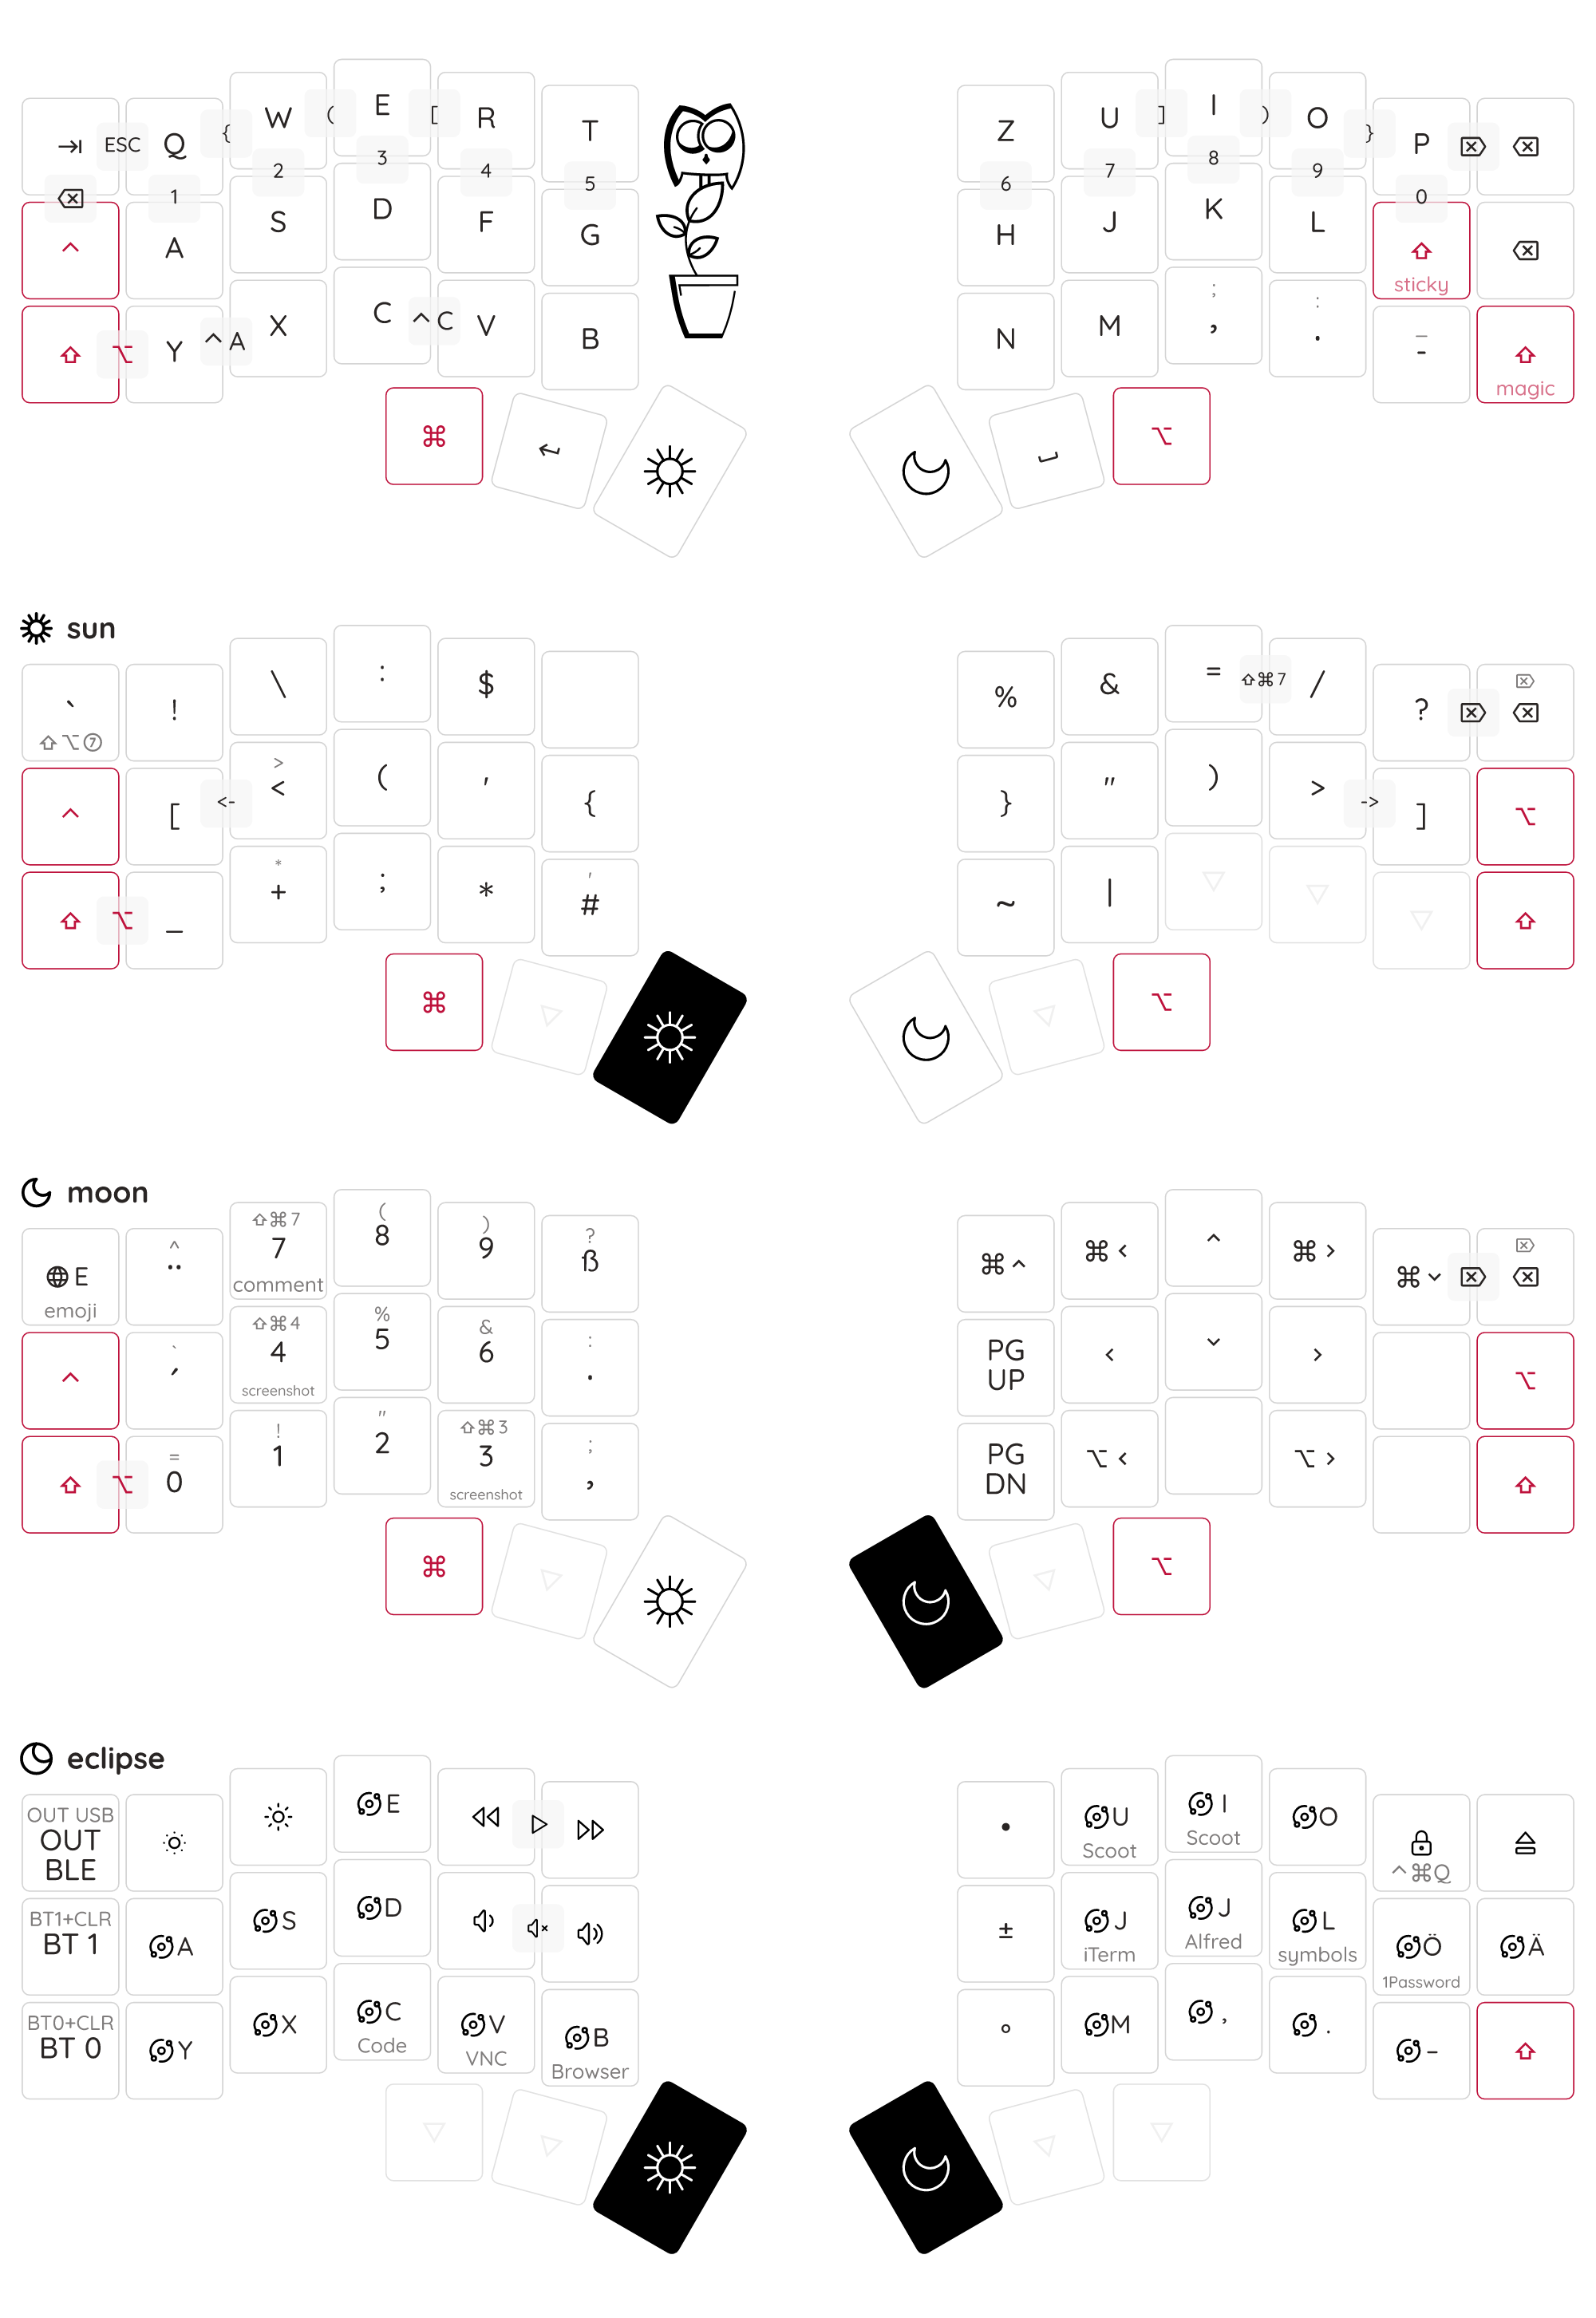 ESC Q { W ( E [ R T
Z U ] I ) O } P
1 2 3 4 5 6 7 8 9 0
A S D F G
H J K L
sticky
Y ^ A X C ^ C V B
N M ; , : . _ -
magic
⌘ ⌥
sun
` ! \ : $
⇧⌥⑦
% & = ⇧⌘7 / ?
^ [ <- > < ( ' {
} " ) > -> ] ⌥
⇧ ⌥ _ * + ; * ' #
~ | ⇧
⌘ ⌥
moon
E ^ ¨ ⇧⌘7 7 ( 8 ) 9 ? ß
emoji comment
⌘^ ⌘< ^ ⌘> ⌘⌄
^ ` ´ ⇧⌘4 4 % 5 & 6 : .
screenshot
PG UP < ⌄ > ⌥
⇧ ⌥ = 0 ! 1 " 2 ⇧⌘3 3 ; ,
screenshot
PG DN ⌥< ⌥> ⇧
⌘ ⌥
eclipse
OUT USB
OUT
BLE
E
• U I O
Scoot Scoot
^⌘Q
BT1+CLR
BT 1
A S D
± J J L Ö Ä
iTerm Alfred symbols 1Password
BT0+CLR
BT 0
Y X C V B
Code VNC Browser
° M , . –